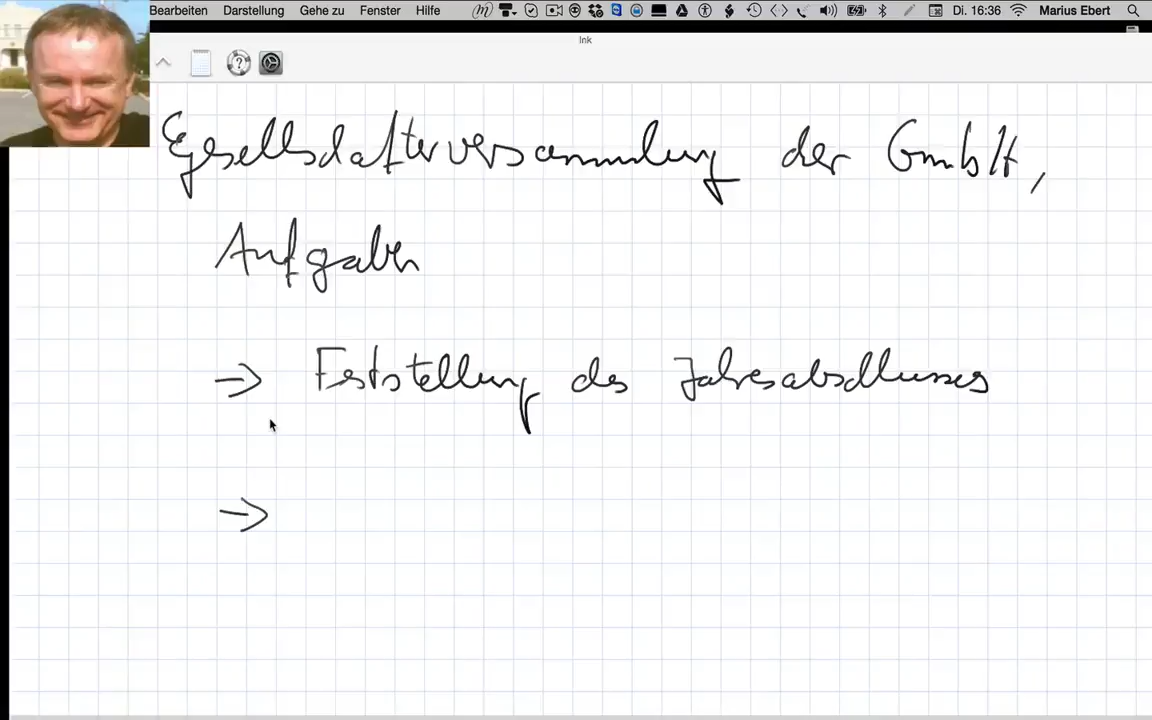 Bearbeiten Darstellung Gehe zu Fenster Hilfe Di. 16:36 Marius Ebert
Ink
Gesellschafterversammlung der GmbH,
Aufgaben
→ Feststellung des Jahresabschlusses
→